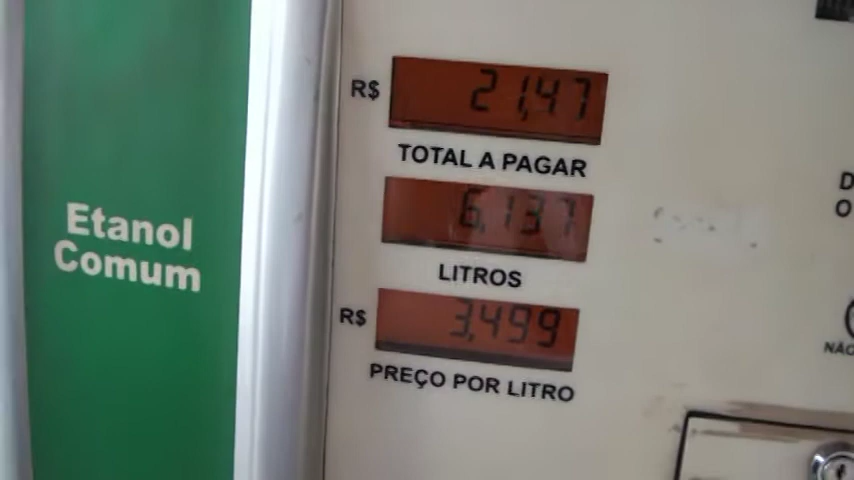 Etanol
Comum
R$ 21,47
TOTAL A PAGAR
6,137
LITROS
R$ 3,499
PREÇO POR LITRO